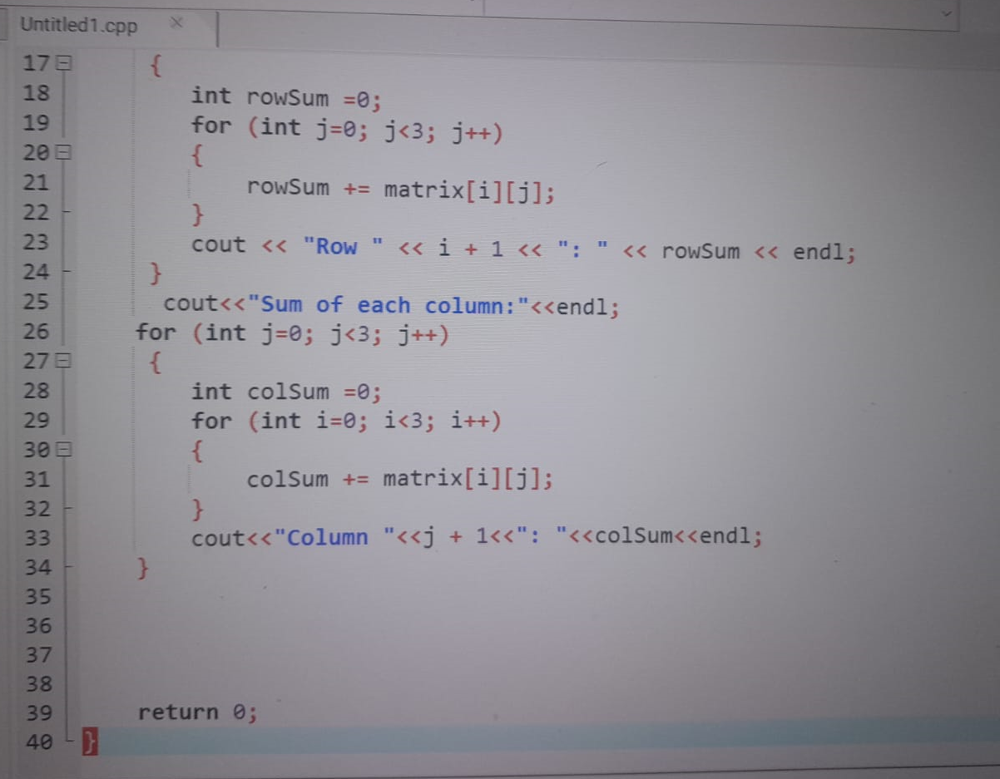 Untitled1.cpp ×
17 {
18 int rowSum =0;
19 for (int j=0; j<3; j++)
20 {
21 rowSum += matrix[i][j];
22 }
23 cout << "Row " << i + 1 << ": " << rowSum << endl;
24 }
25 cout<<"Sum of each column:"<<endl;
26 for (int j=0; j<3; j++)
27 {
28 int colSum =0;
29 for (int i=0; i<3; i++)
30 {
31 colSum += matrix[i][j];
32 }
33 cout<<"Column "<<j + 1<<": "<<colSum<<endl;
34 }
35
36
37
38
39 return 0;
40 }